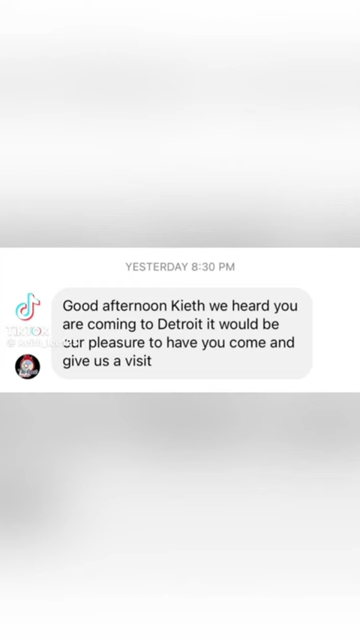 YESTERDAY 8:30 PM
Good afternoon Kieth we heard you
are coming to Detroit it would be
our pleasure to have you come and
give us a visit
TikTok